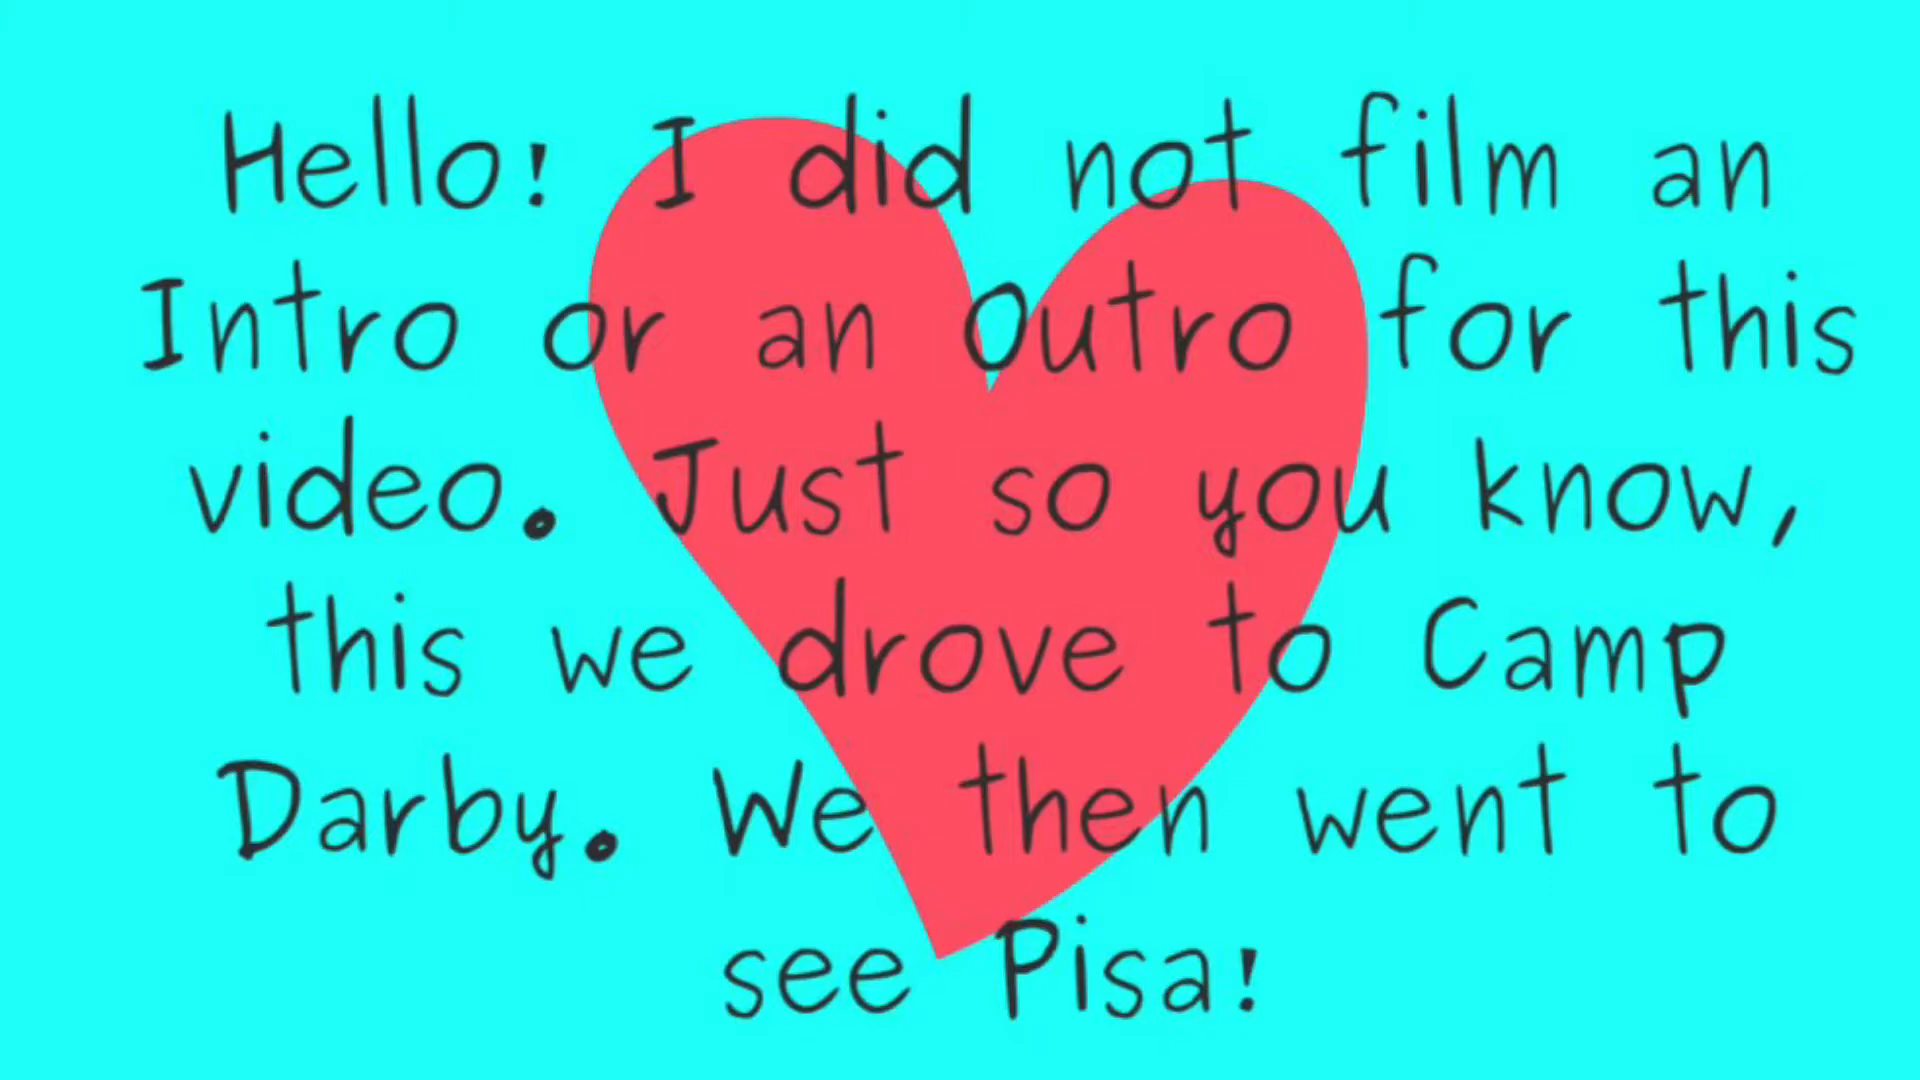 Hello! I did not film an
Intro or an Outro for this
video. Just so you know,
this we drove to Camp
Darby. We then went to
see Pisa!